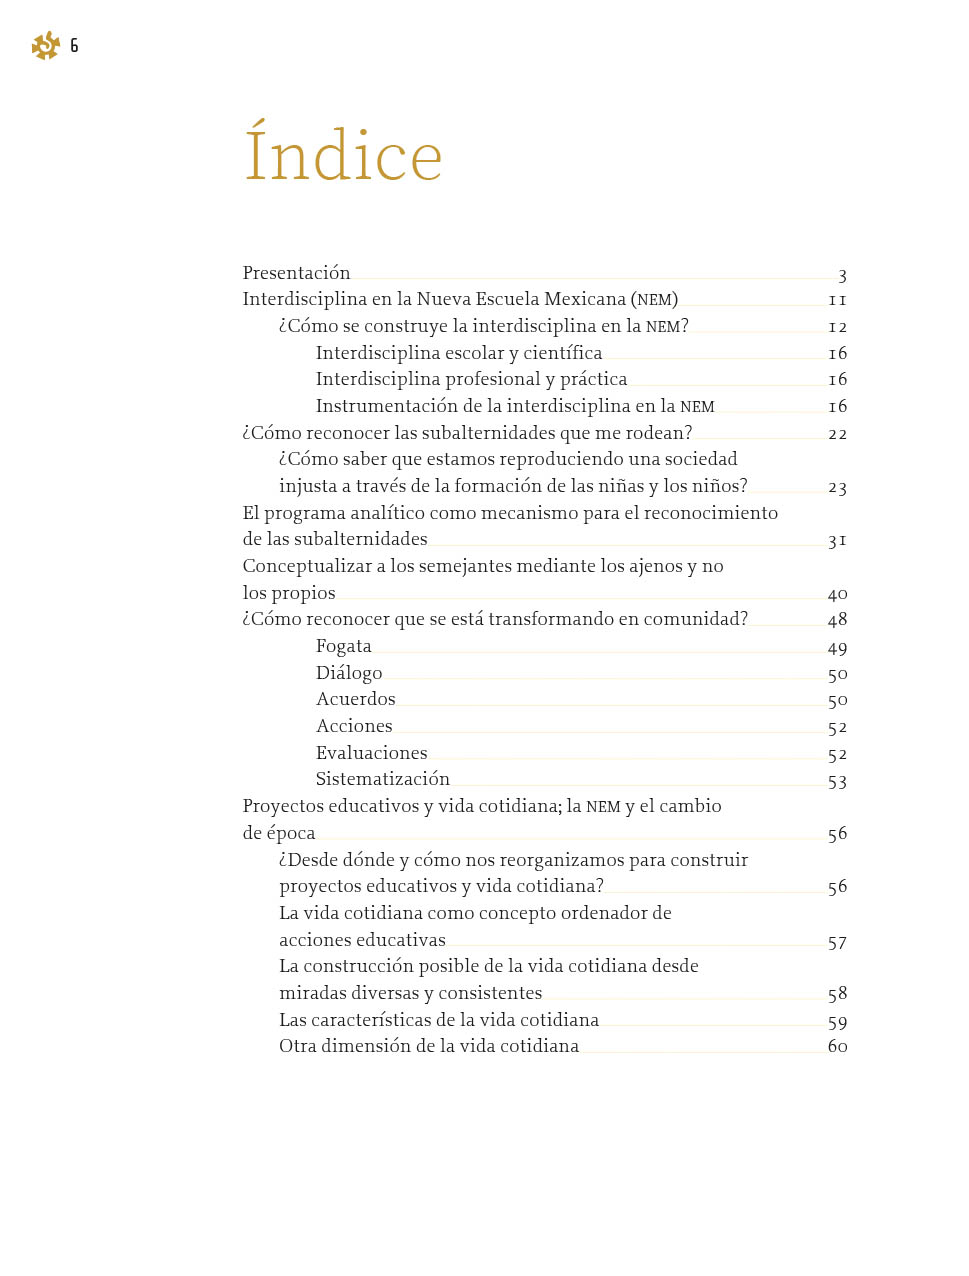 6
Índice
Presentación 3
Interdisciplina en la Nueva Escuela Mexicana (NEM) 11
¿Cómo se construye la interdisciplina en la NEM? 12
Interdisciplina escolar y científica 16
Interdisciplina profesional y práctica 16
Instrumentación de la interdisciplina en la NEM 16
¿Cómo reconocer las subalternidades que me rodean? 22
¿Cómo saber que estamos reproduciendo una sociedad
injusta a través de la formación de las niñas y los niños? 23
El programa analítico como mecanismo para el reconocimiento
de las subalternidades 31
Conceptualizar a los semejantes mediante los ajenos y no
los propios 40
¿Cómo reconocer que se está transformando en comunidad? 48
Fogata 49
Diálogo 50
Acuerdos 50
Acciones 52
Evaluaciones 52
Sistematización 53
Proyectos educativos y vida cotidiana; la NEM y el cambio
de época 56
¿Desde dónde y cómo nos reorganizamos para construir
proyectos educativos y vida cotidiana? 56
La vida cotidiana como concepto ordenador de
acciones educativas 57
La construcción posible de la vida cotidiana desde
miradas diversas y consistentes 58
Las características de la vida cotidiana 59
Otra dimensión de la vida cotidiana 60